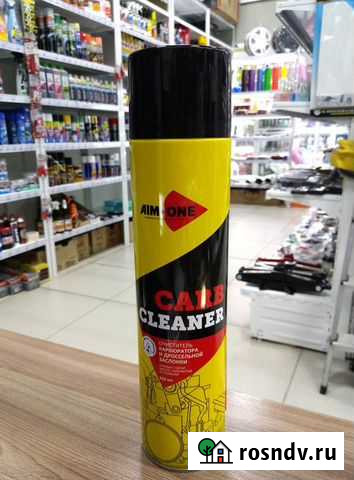 AIM-ONE
CARB
CLEANER
ОЧИСТИТЕЛЬ
КАРБЮРАТОРА
И ДРОССЕЛЬНОЙ
ЗАСЛОНКИ
rosndv.ru